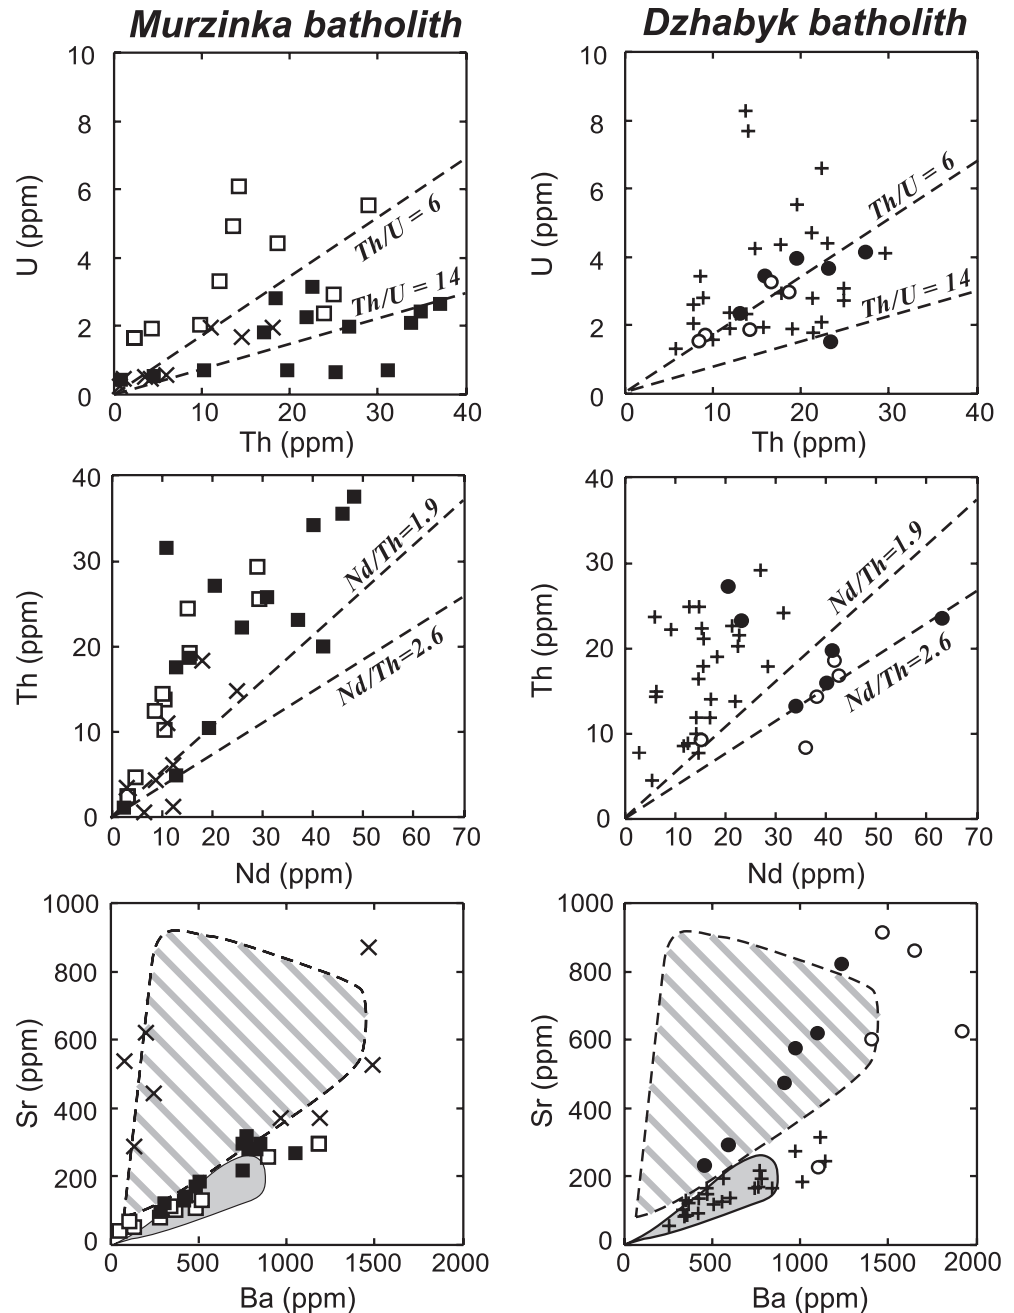 Murzinka batholith
Dzhabyk batholith
10
8
6
4
2
0
U (ppm)
Th/U = 6
Th/U = 14
0 10 20 30 40
Th (ppm)
10
8
6
4
2
0
U (ppm)
Th/U = 6
Th/U = 14
0 10 20 30 40
Th (ppm)
40
30
20
10
0
Th (ppm)
Nd/Th=1.9
Nd/Th=2.6
0 10 20 30 40 50 60 70
Nd (ppm)
40
30
20
10
0
Th (ppm)
Nd/Th=1.9
Nd/Th=2.6
0 10 20 30 40 50 60 70
Nd (ppm)
1000
800
600
400
200
0
Sr (ppm)
0 500 1000 1500 2000
Ba (ppm)
1000
800
600
400
200
0
Sr (ppm)
0 500 1000 1500 2000
Ba (ppm)